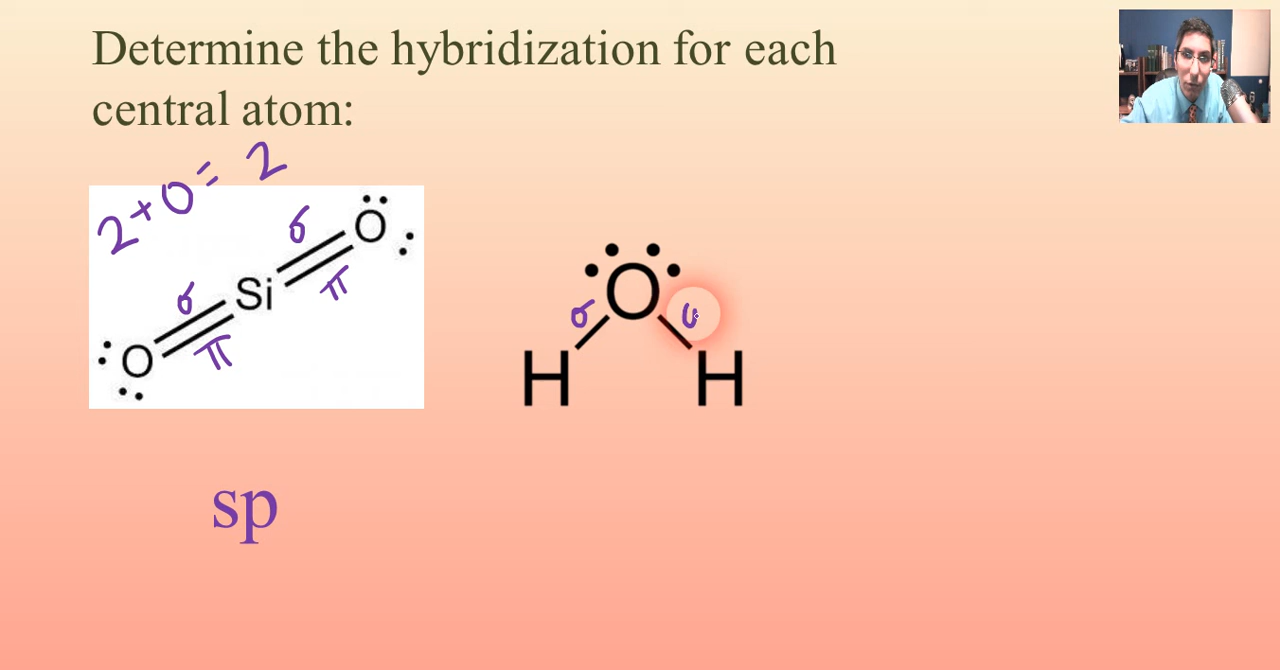 Determine the hybridization for each
central atom:
2+0= 2
σ O
π
σ Si
O π
O
σ σ
H H
sp